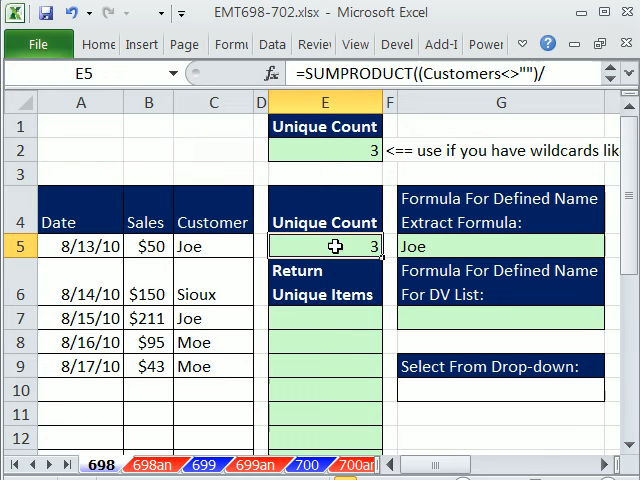 EMT698-702.xlsx - Microsoft Excel
File Home Insert Page Formu Data Review View Devel Add-I Power
E5 fx =SUMPRODUCT((Customers<>"")/
A B C D E F G
1 Unique Count
2 3 <== use if you have wildcards lik
3
4 Date Sales Customer Unique Count Formula For Defined Name Extract Formula:
5 8/13/10 $50 Joe 3 Joe
6 8/14/10 $150 Sioux Return Unique Items Formula For Defined Name For DV List:
7 8/15/10 $211 Joe
8 8/16/10 $95 Moe
9 8/17/10 $43 Moe Select From Drop-down:
10
11
12
698 698an 699 699an 700 700an